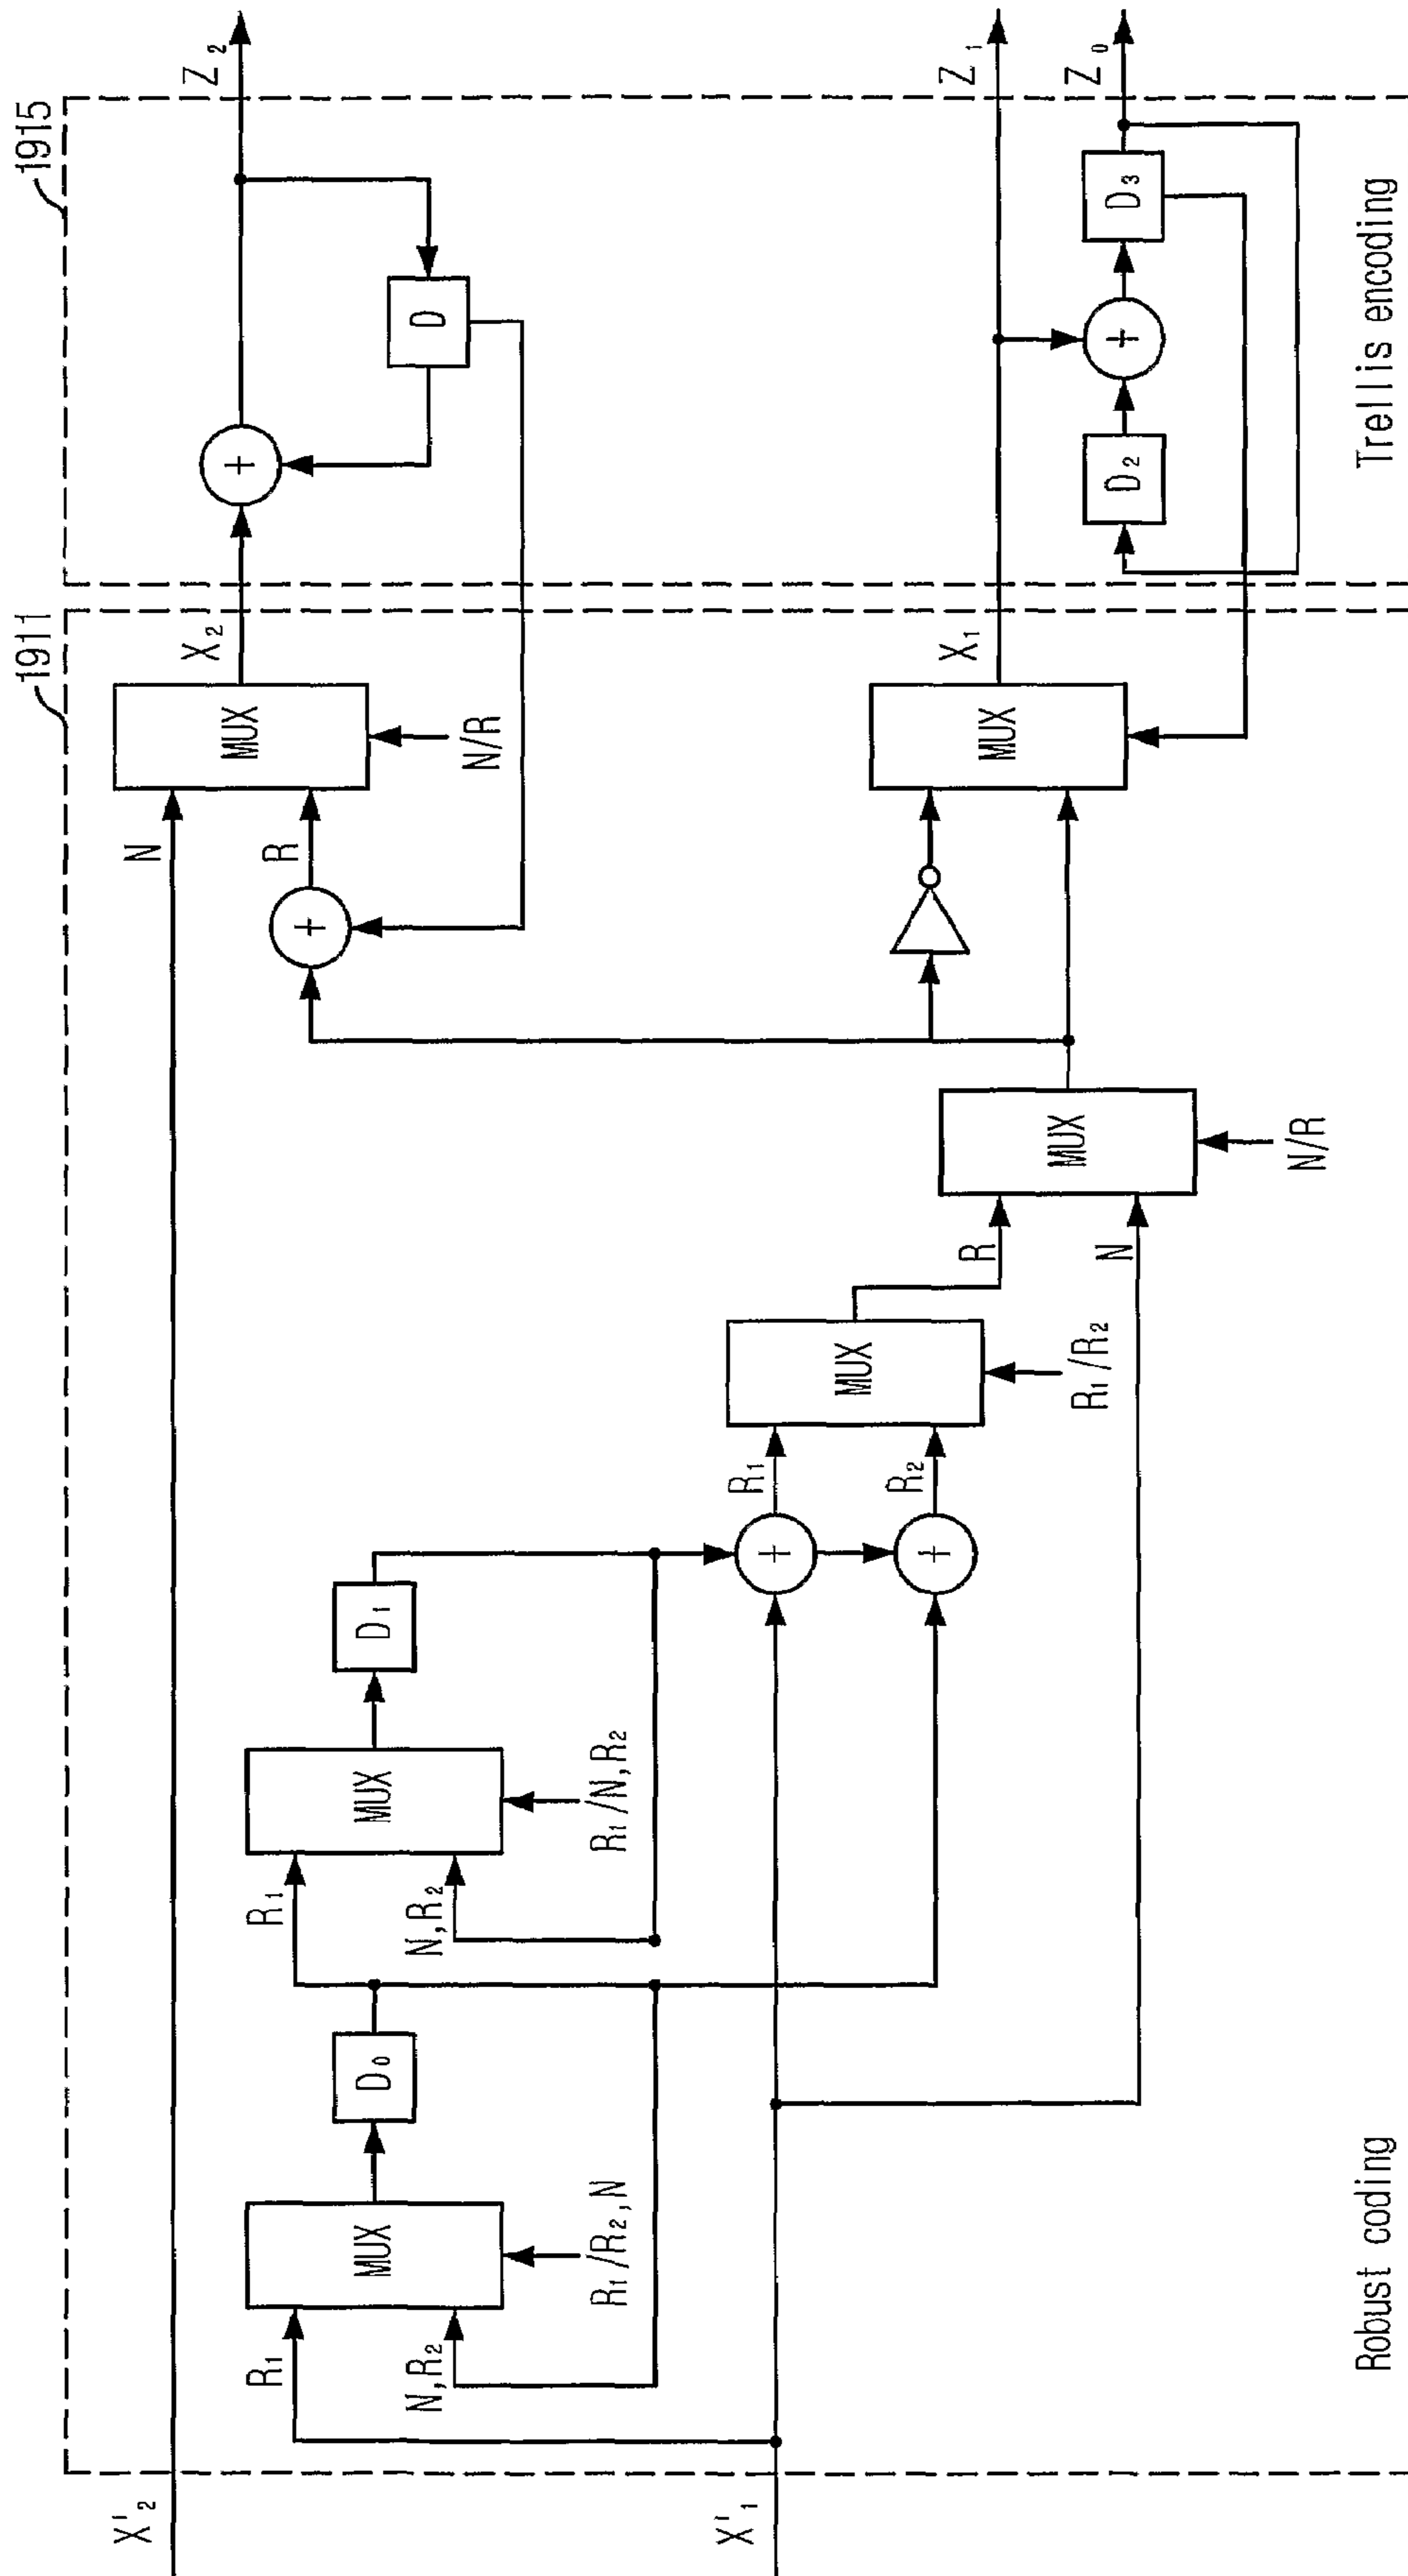 1911
1915
X'2
N
MUX
X2
Z2
R
N/R
D
R1
N,R2
MUX
D0
R1/R2,N
R1
N,R2
MUX
D1
R1/N,R2
X'1
R1
R2
MUX
R1/R2
R
N
MUX
N/R
MUX
X1
Z1
D2
D3
Z0
Robust coding
Trellis encoding